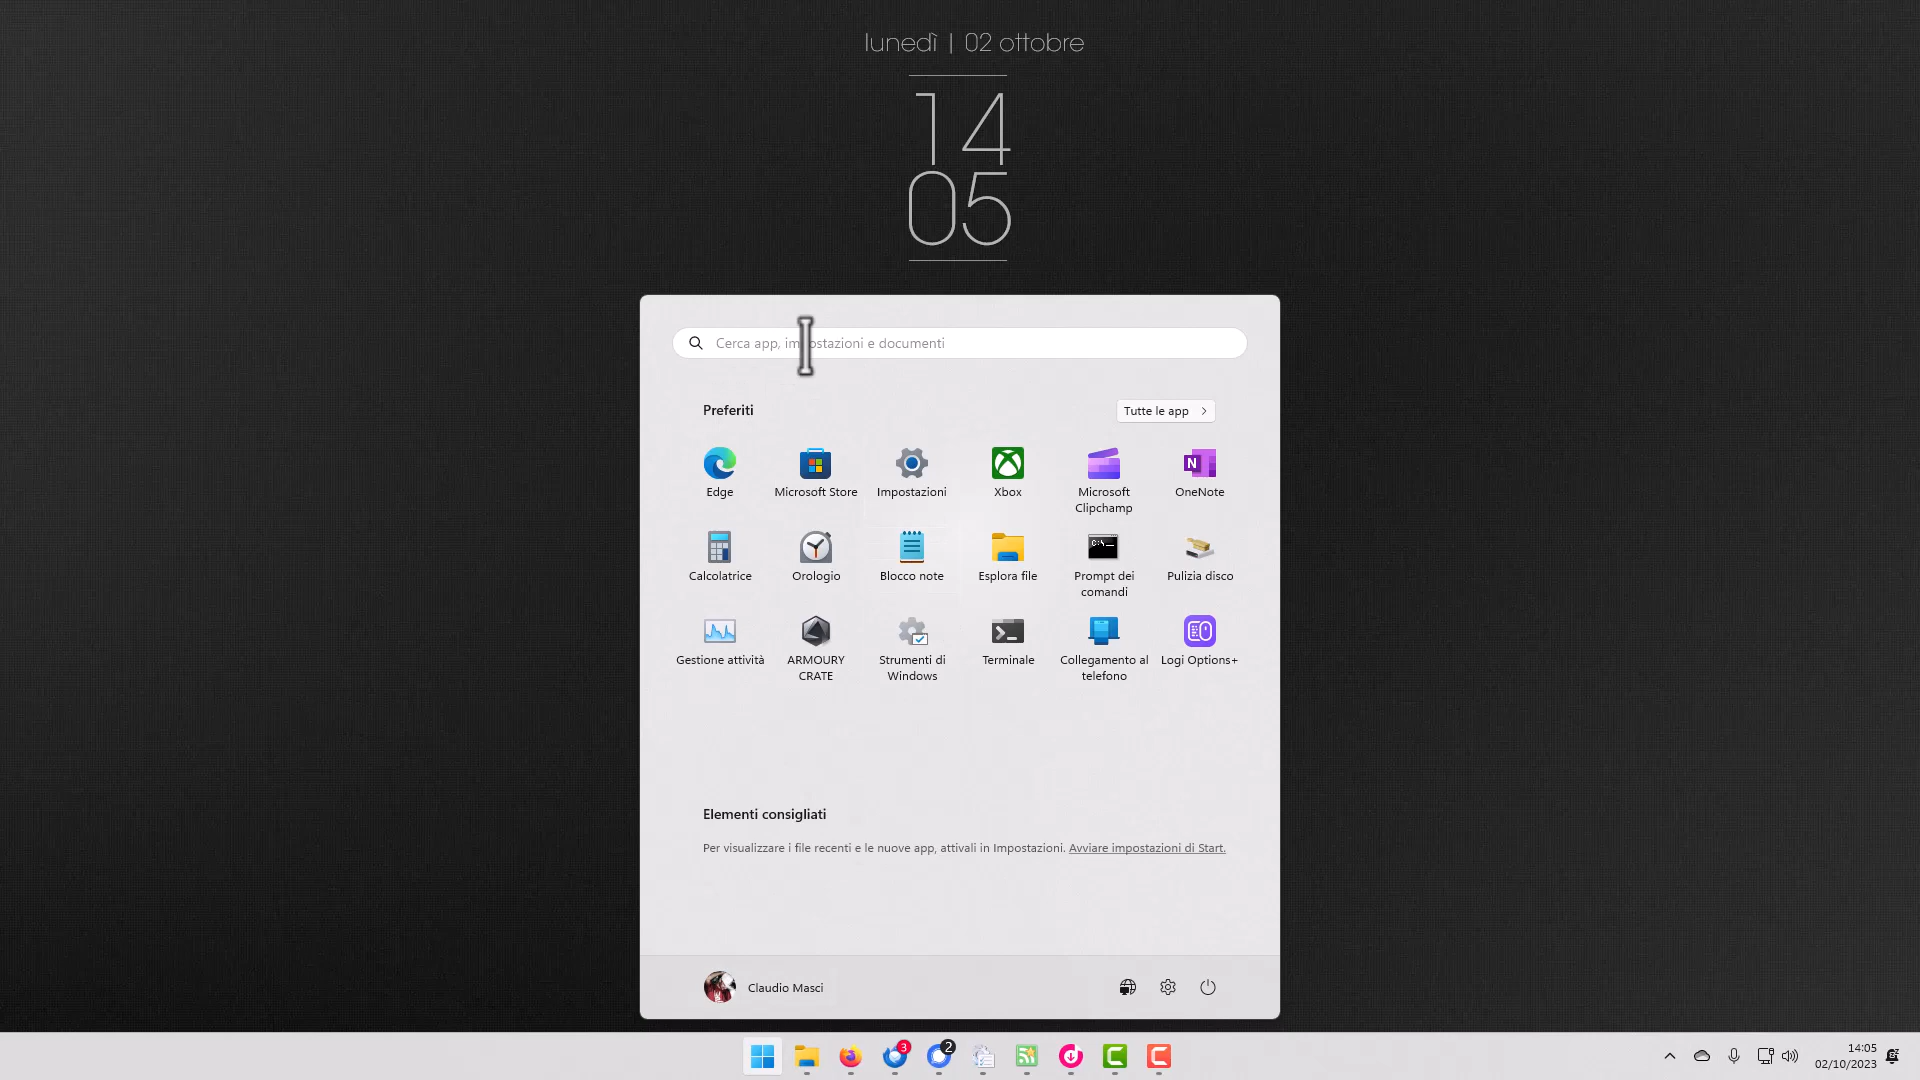 lunedì | 02 ottobre
14
05
Cerca app, impostazioni e documenti
Preferiti
Tutte le app
Edge
Microsoft Store
Impostazioni
Xbox
Microsoft
Clipchamp
OneNote
Calcolatrice
Orologio
Blocco note
Esplora file
Prompt dei
comandi
Pulizia disco
Gestione attività
ARMOURY
CRATE
Strumenti di
Windows
Terminale
Collegamento al
telefono
Logi Options+
Elementi consigliati
Per visualizzare i file recenti e le nuove app, attivali in Impostazioni. Avviare impostazioni di Start.
Claudio Masci
3
2
14:05
02/10/2023